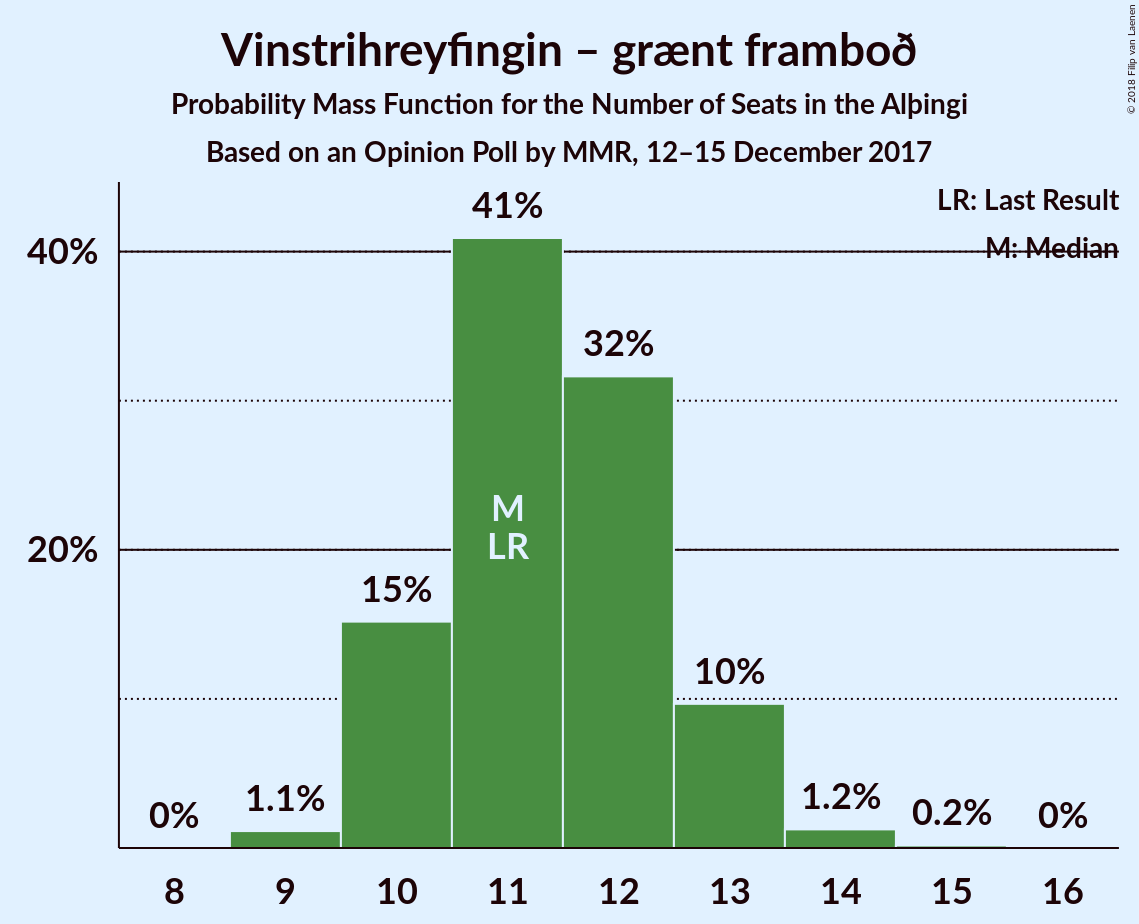 Vinstrihreyfingin – grænt framboð
Probability Mass Function for the Number of Seats in the Alþingi
Based on an Opinion Poll by MMR, 12–15 December 2017
© 2018 Filip van Laenen
LR: Last Result
M: Median
40%
20%
0%
1.1%
15%
41%
32%
10%
1.2%
0.2%
0%
M
LR
8 9 10 11 12 13 14 15 16